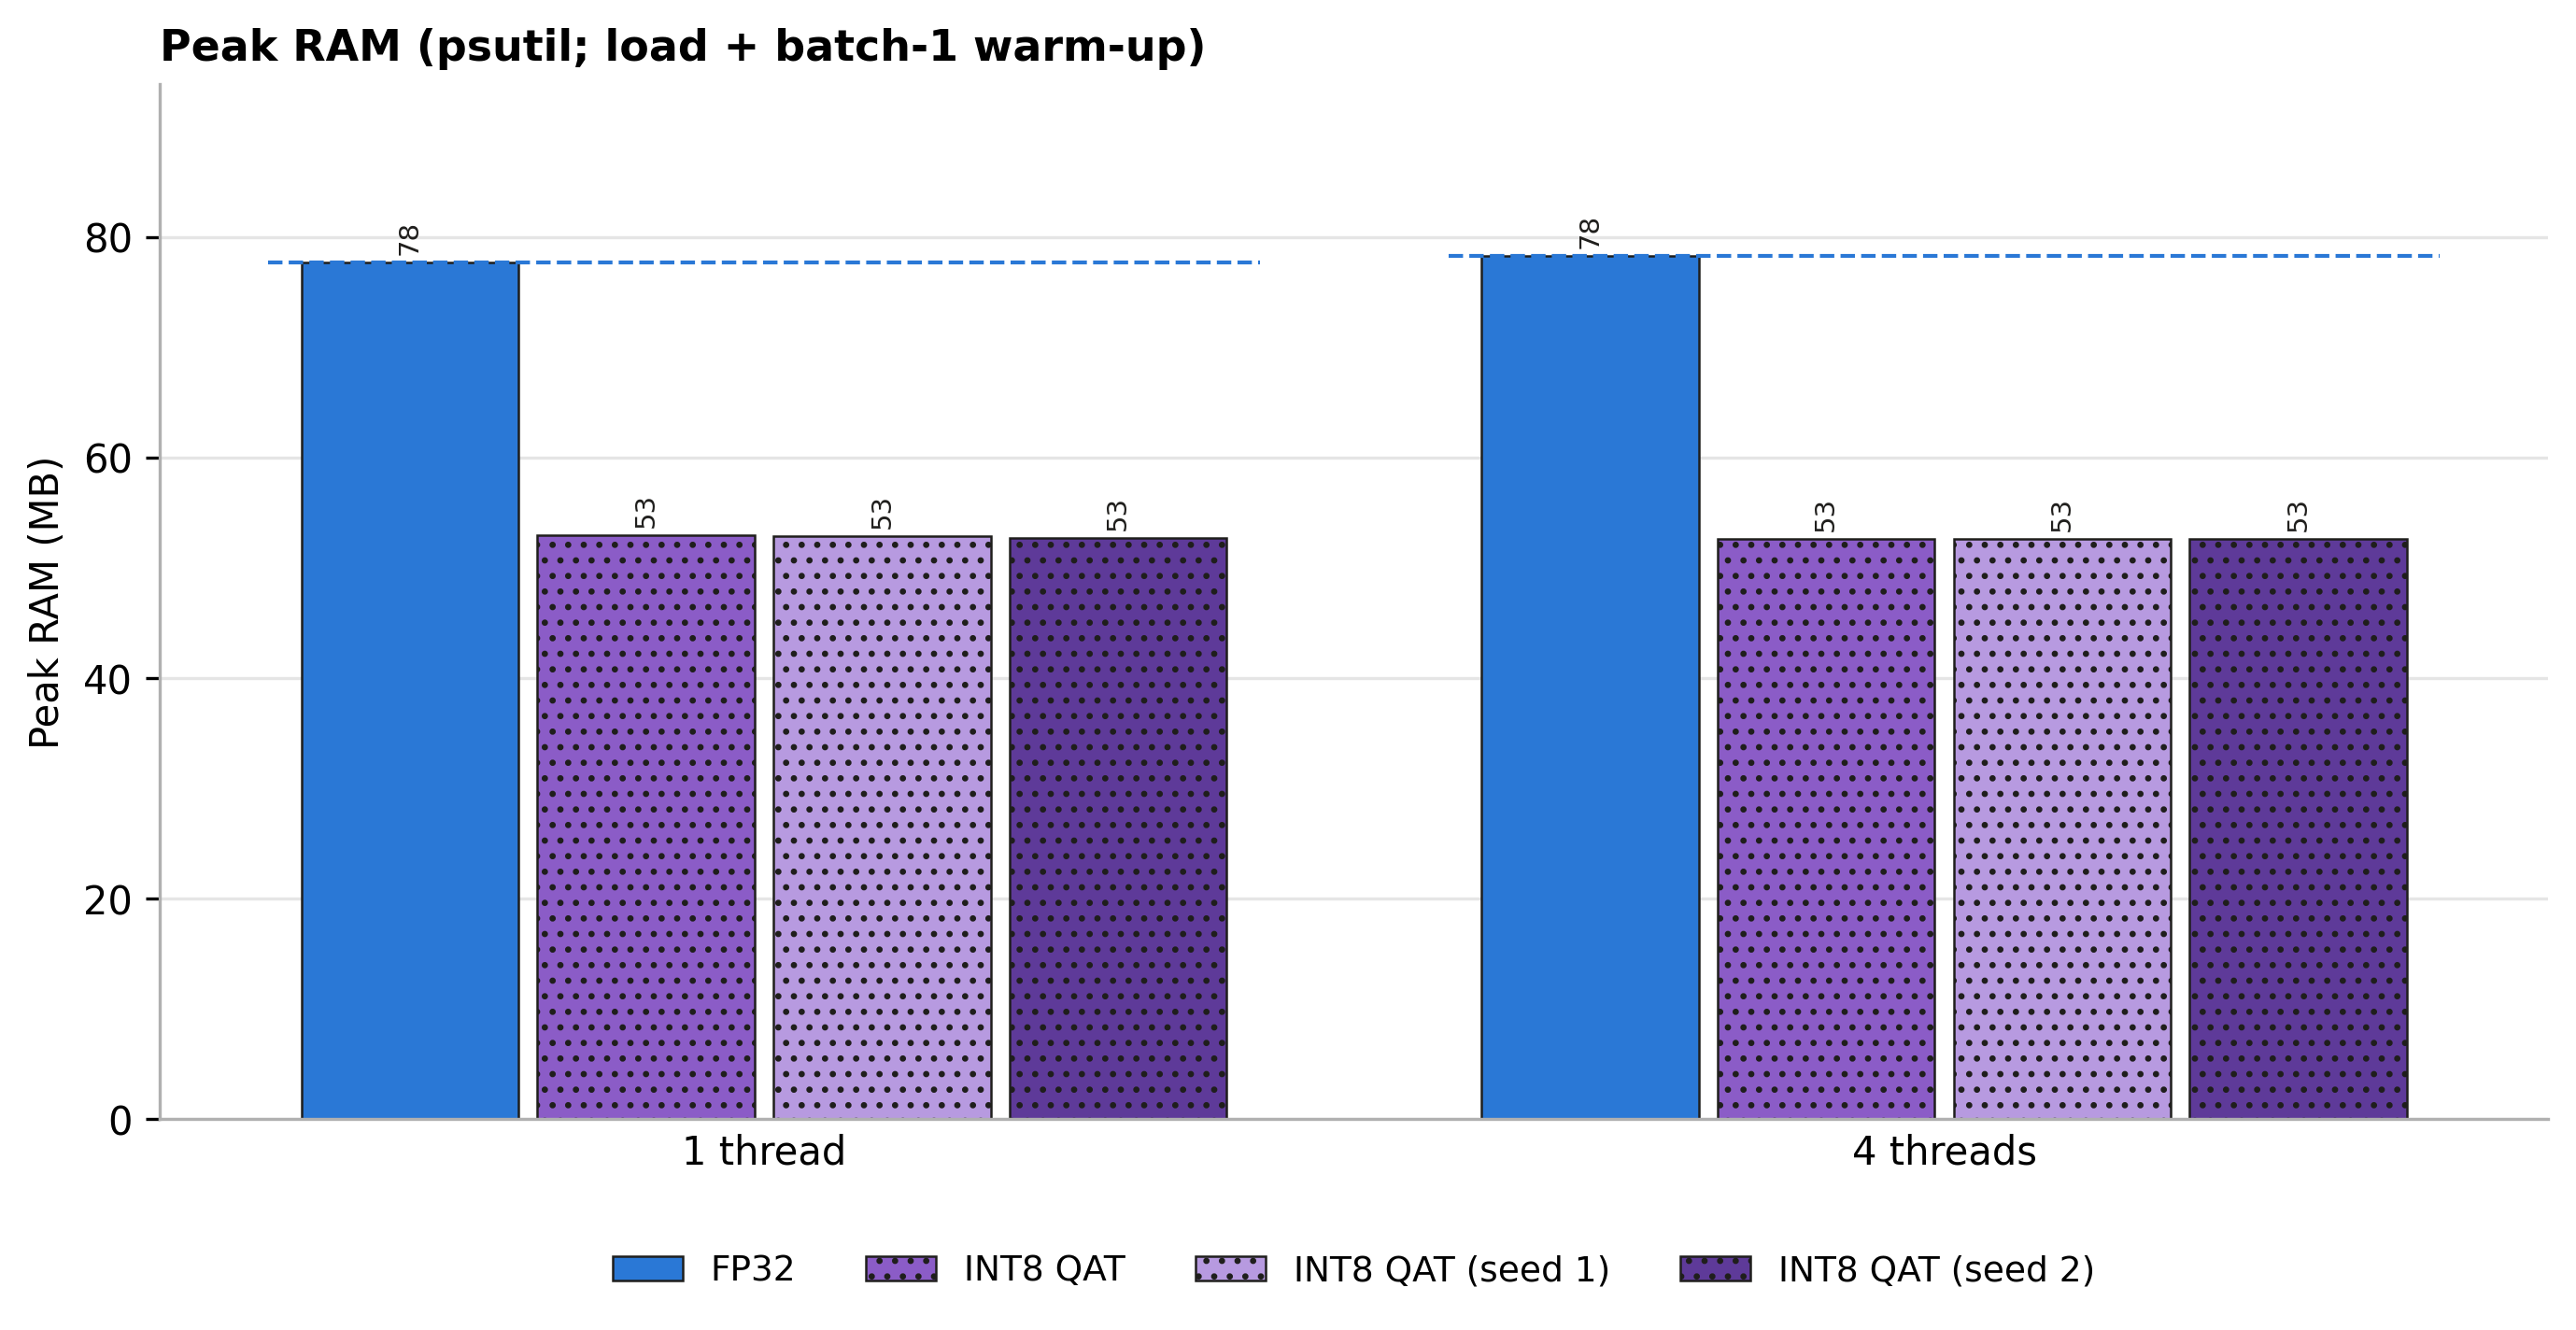 Peak RAM (psutil; load + batch-1 warm-up)
Peak RAM (MB)
80
60
40
20
0
78
53
53
53
78
53
53
53
1 thread
4 threads
FP32
INT8 QAT
INT8 QAT (seed 1)
INT8 QAT (seed 2)